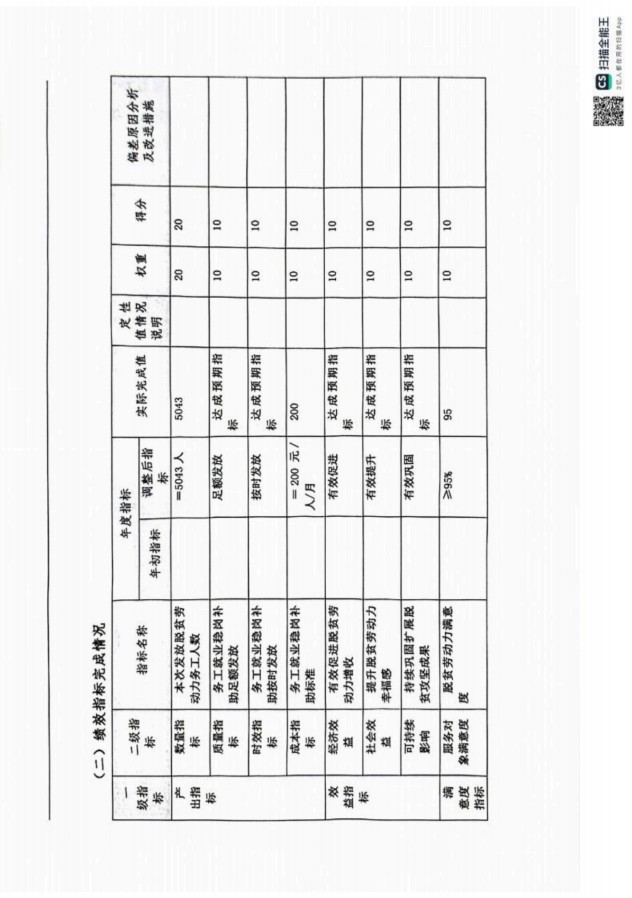 （二）绩效指标完成情况
一级指标 二级指标 指标名称 年度指标 实际完成值 定性值情况说明 权重 得分 偏差原因分析及改进措施
年初指标 调整后指标
产出指标 数量指标 本次发放脱贫劳动力务工人数 ＝5043 人 5043 20 20
质量指标 务工就业稳岗补助足额发放 足额发放 达成预期指标 10 10
时效指标 务工就业稳岗补助按时发放 按时发放 达成预期指标 10 10
成本指标 务工就业稳岗补助标准 ＝200 元/人/月 200 10 10
效益指标 经济效益 有效促进脱贫劳动力增收 有效促进 达成预期指标 10 10
社会效益 提升脱贫劳动力幸福感 有效提升 达成预期指标 10 10
可持续影响 持续巩固扩展脱贫攻坚成果 有效巩固 达成预期指标 10 10
满意度指标 服务对象满意度 脱贫劳动力满意度 ≥95% 95 10 10
CS 扫描全能王
3亿人都在用的扫描App